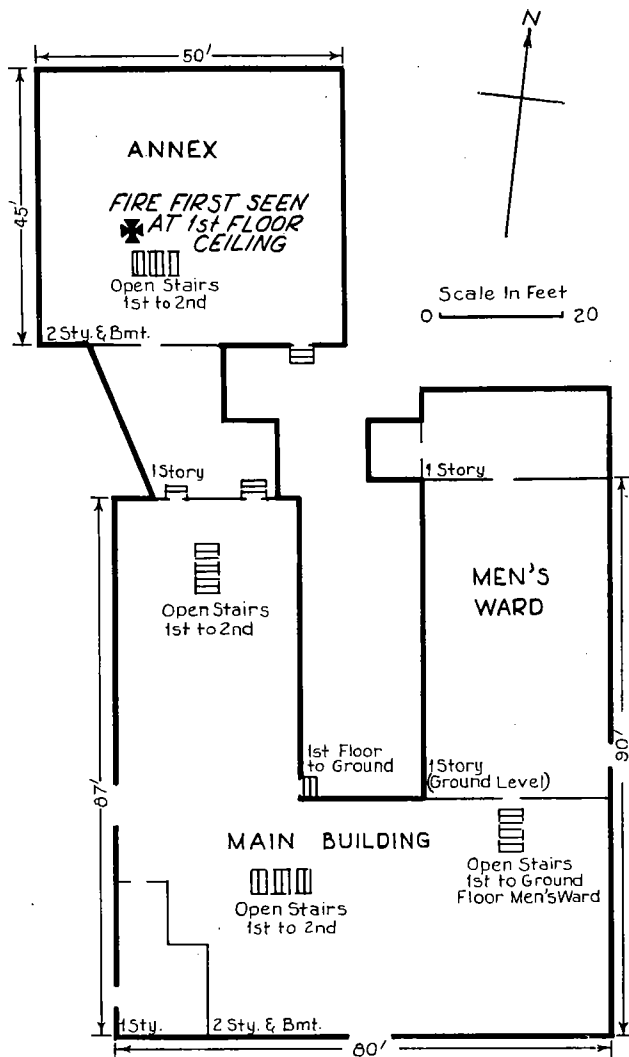 50'
N
45'
ANNEX
FIRE FIRST SEEN
AT 1st FLOOR
CEILING
Open Stairs
1st to 2nd
2 Sty. & Bmt.
Scale In Feet
0 20
1 Story
1 Story
Open Stairs
1st to 2nd
MEN'S
WARD
87'
90'
1st Floor
to Ground
1 Story
(Ground Level)
MAIN BUILDING
Open Stairs
1st to 2nd
Open Stairs
1st to Ground
Floor Men's Ward
1 Sty.
2 Sty. & Bmt.
80'